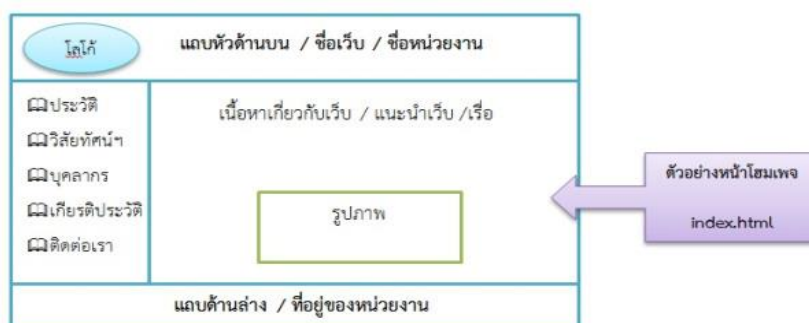 โลโก้
แถบหัวด้านบน / ชื่อเว็บ / ชื่อหน่วยงาน
ประวัติ
วิสัยทัศน์ฯ
บุคลากร
เกียรติประวัติ
ติดต่อเรา
เนื้อหาเกี่ยวกับเว็บ / แนะนำเว็บ /เรื่อ
รูปภาพ
แถบด้านล่าง / ที่อยู่ของหน่วยงาน
ตัวอย่างหน้าโฮมเพจ
index.html